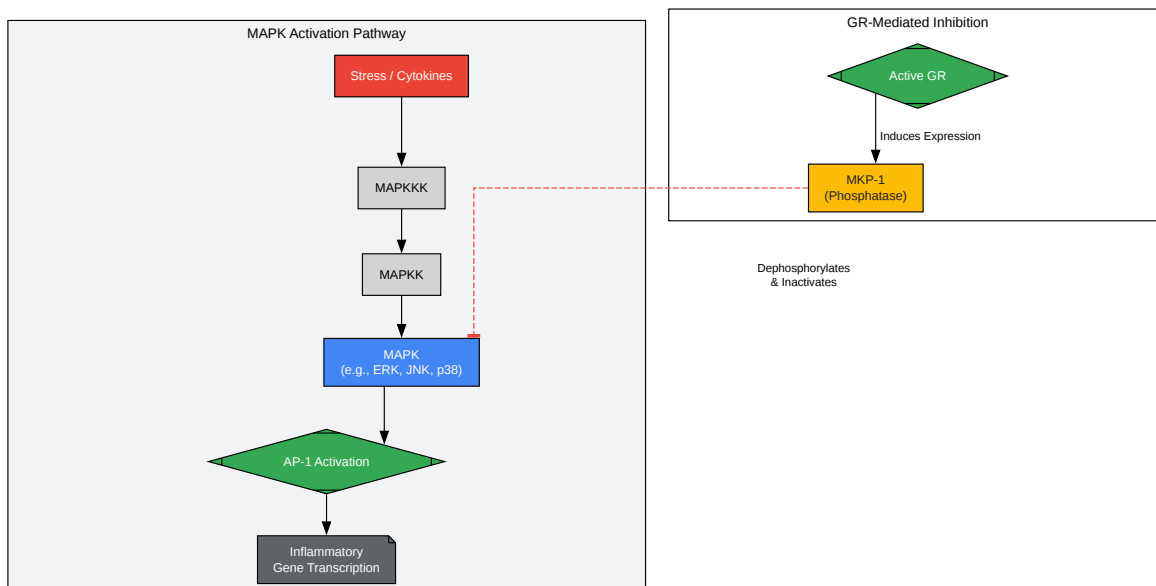 MAPK Activation Pathway
Stress / Cytokines
MAPKKK
MAPKK
MAPK
(e.g., ERK, JNK, p38)
AP-1 Activation
Inflammatory
Gene Transcription
GR-Mediated Inhibition
Active GR
Induces Expression
MKP-1
(Phosphatase)
Dephosphorylates
& Inactivates